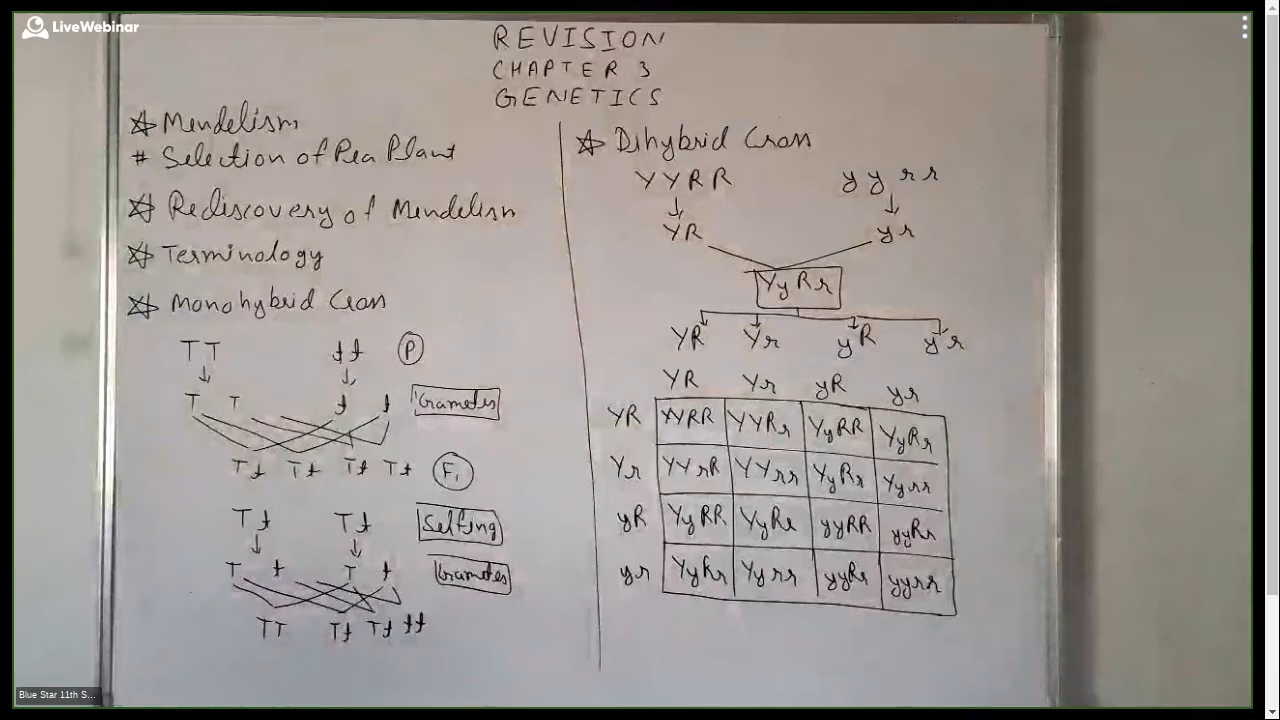 LiveWebinar
REVISION
CHAPTER 3
GENETICS
Mendelism
# Selection of Pea Plant
Rediscovery of Mendelism
Terminology
Monohybrid Cross
TT tt P
T T t t Gametes
Tt Tt Tt Tt F1
Tt Tt Selfing
T t T t Gametes
TT Tt Tt tt
Dihybrid Cross
YYRR yyrr
YR yr
YyRr
YR Yr yR yr
YR Yr yR yr
YR YYRR YYRr YyRR YyRr
Yr YYrR YYrr YyRr Yyrr
yR YyRR YyRr yyRR yyRr
yr YyRr Yyrr yyRr yyrr
Blue Star 11th S...